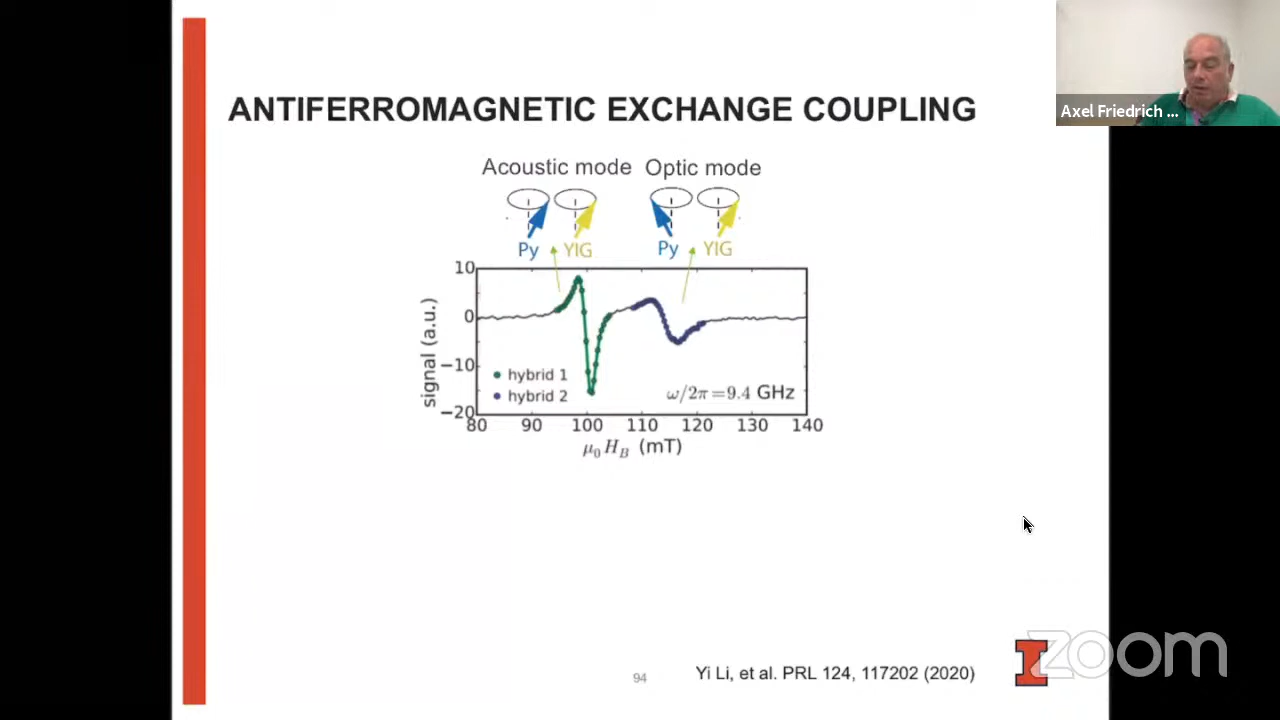 Axel Friedrich ...
ANTIFERROMAGNETIC EXCHANGE COUPLING
Acoustic mode Optic mode
Py YIG Py YIG
10
0
−10
−20
signal (a.u.)
hybrid 1
hybrid 2
ω/2π=9.4 GHz
80 90 100 110 120 130 140
μ₀H_B (mT)
94
Yi Li, et al. PRL 124, 117202 (2020)
I
zoom